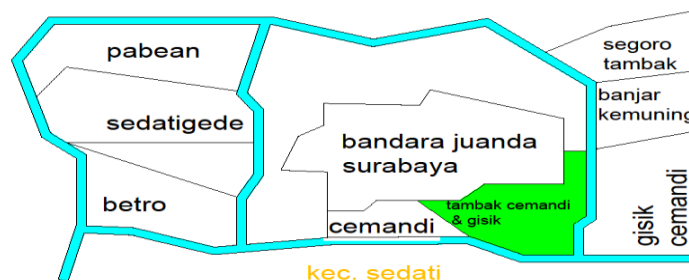 pabean
segoro
tambak
banjar
kemuning
sedatigede
bandara juanda
surabaya
betro
tambak cemandi
& gisik
cemandi
gisik
cemandi
kec. sedati